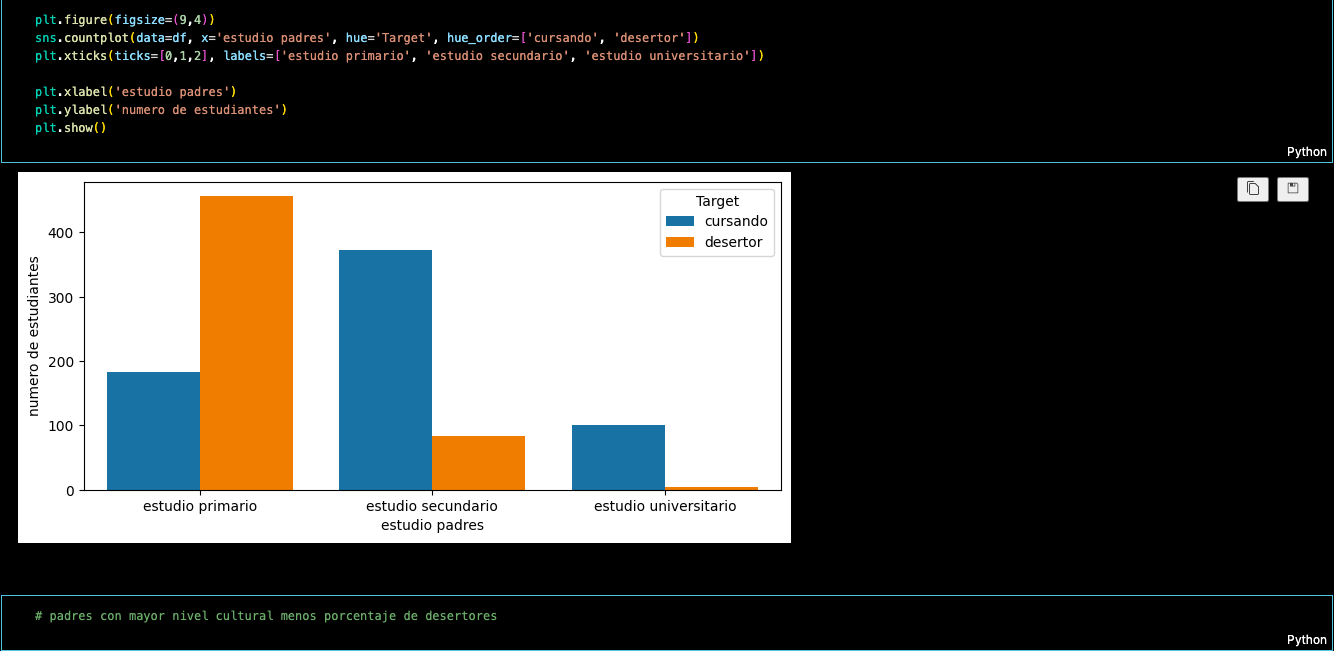 plt.figure(figsize=(9,4))
sns.countplot(data=df, x='estudio padres', hue='Target', hue_order=['cursando', 'desertor'])
plt.xticks(ticks=[0,1,2], labels=['estudio primario', 'estudio secundario', 'estudio universitario'])
plt.xlabel('estudio padres')
plt.ylabel('numero de estudiantes')
plt.show()
Python
Target
cursando
desertor
numero de estudiantes
400
300
200
100
0
estudio primario estudio secundario estudio universitario
estudio padres
# padres con mayor nivel cultural menos porcentaje de desertores
Python